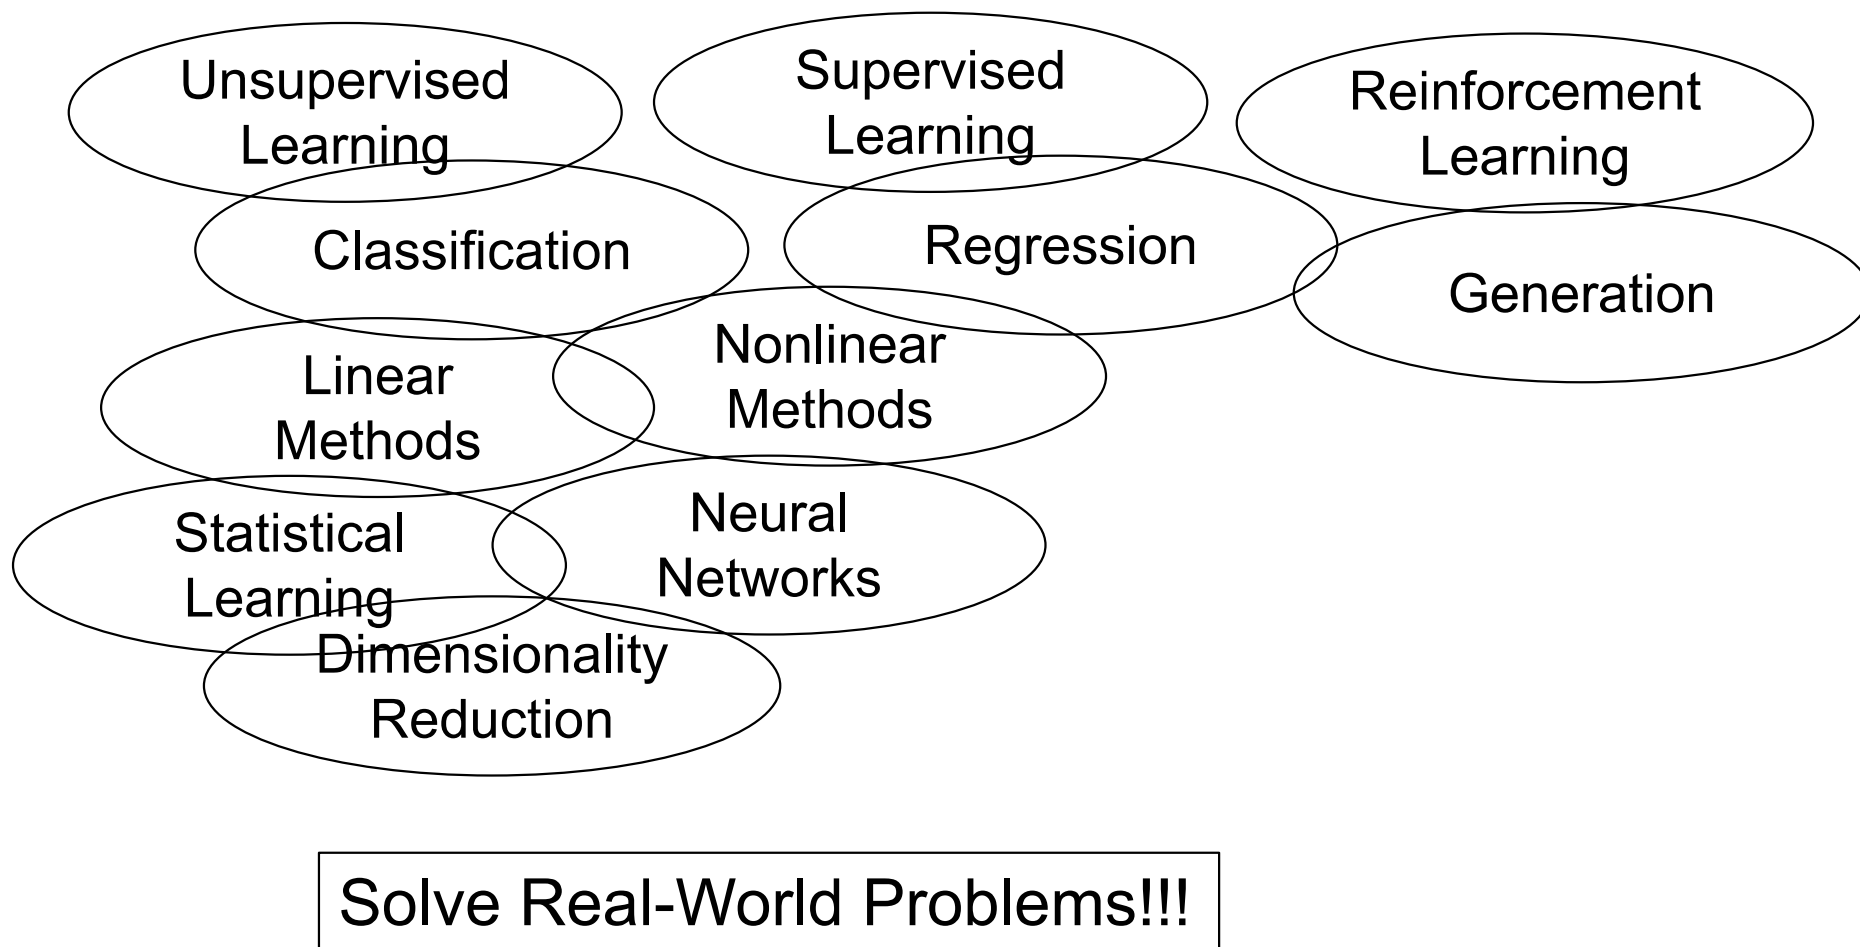 Unsupervised
Learning
Supervised
Learning
Reinforcement
Learning
Classification
Regression
Generation
Linear
Methods
Nonlinear
Methods
Statistical
Learning
Neural
Networks
Dimensionality
Reduction
Solve Real-World Problems!!!